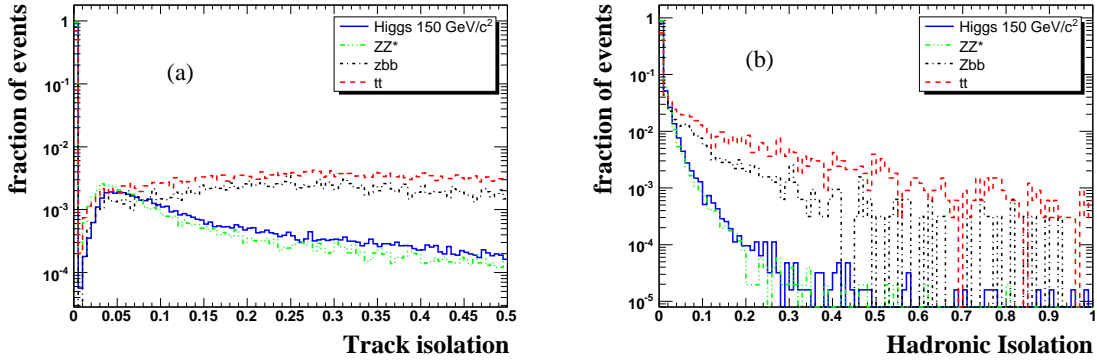 fraction of events
1
10-1
10-2
10-3
10-4
(a)
Higgs 150 GeV/c2
ZZ*
zbb
tt
0 0.05 0.1 0.15 0.2 0.25 0.3 0.35 0.4 0.45 0.5
Track isolation
fraction of events
1
10-1
10-2
10-3
10-4
10-5
(b)
Higgs 150 GeV/c2
ZZ*
Zbb
tt
0 0.1 0.2 0.3 0.4 0.5 0.6 0.7 0.8 0.9 1
Hadronic Isolation